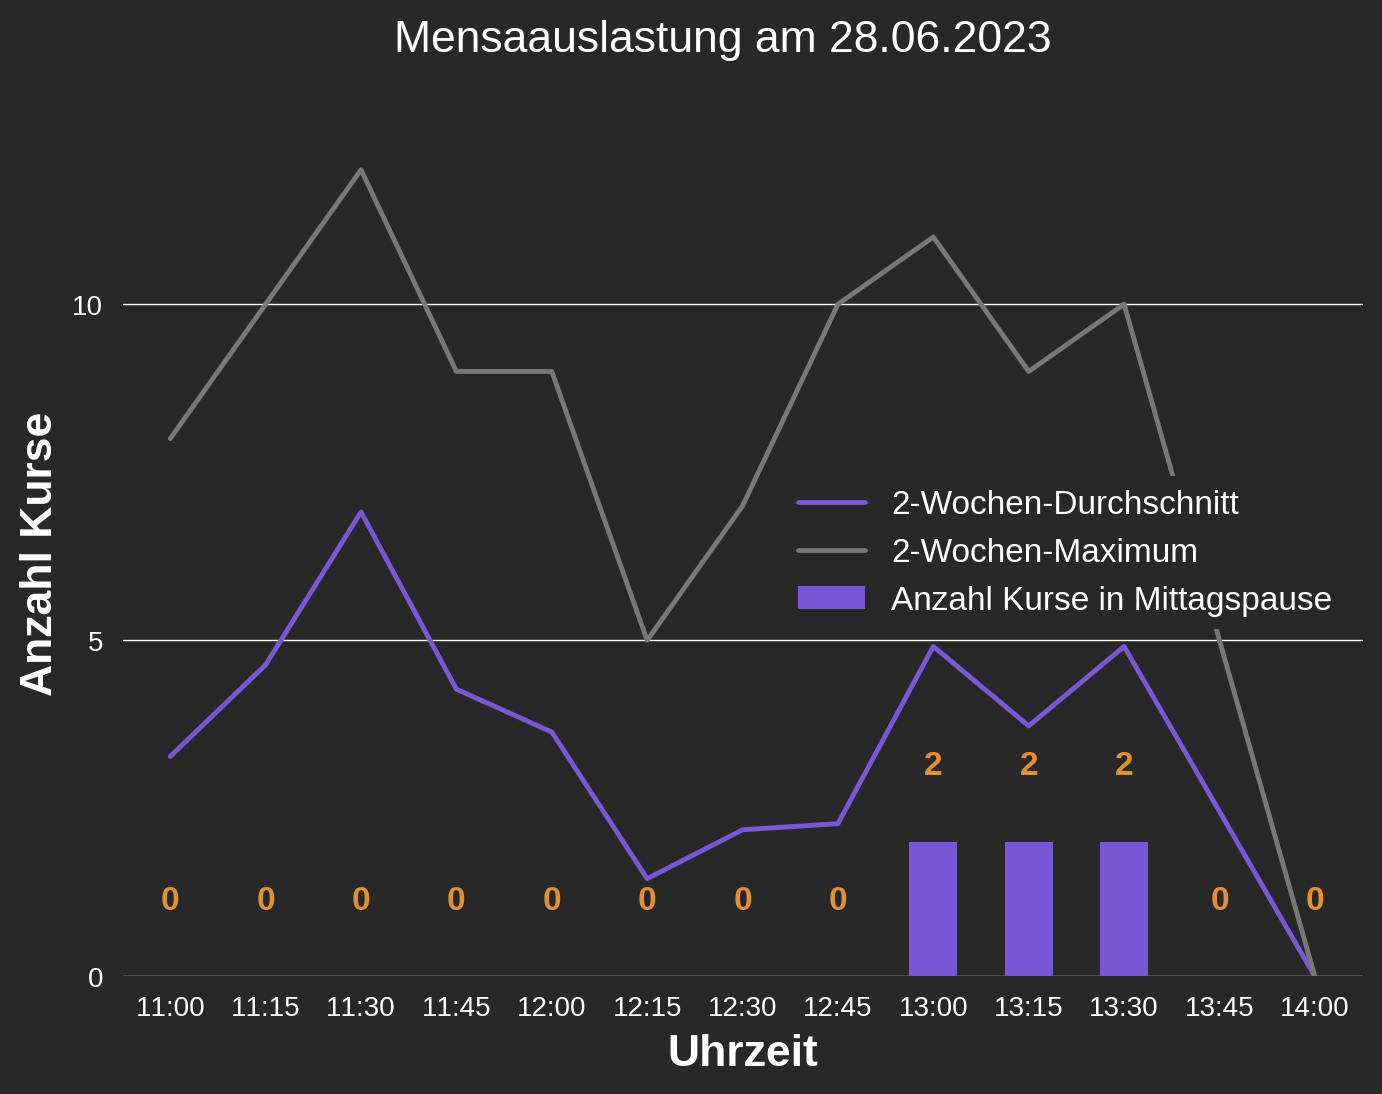 Mensaauslastung am 28.06.2023
Anzahl Kurse
10
5
0
2-Wochen-Durchschnitt
2-Wochen-Maximum
Anzahl Kurse in Mittagspause
2 2 2
0 0 0 0 0 0 0 0 0 0
11:00 11:15 11:30 11:45 12:00 12:15 12:30 12:45 13:00 13:15 13:30 13:45 14:00
Uhrzeit